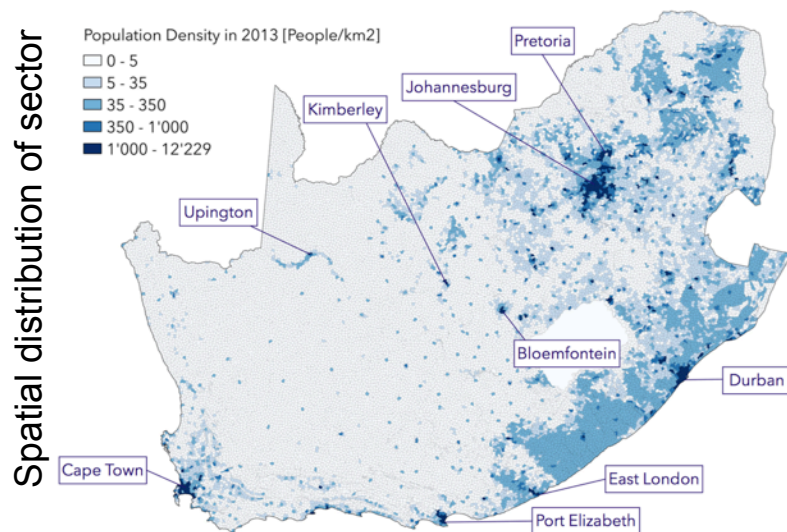 Spatial distribution of sector
Population Density in 2013 [People/km2]
0 - 5
5 - 35
35 - 350
350 - 1'000
1'000 - 12'229
Pretoria
Johannesburg
Kimberley
Upington
Bloemfontein
Durban
Cape Town
East London
Port Elizabeth